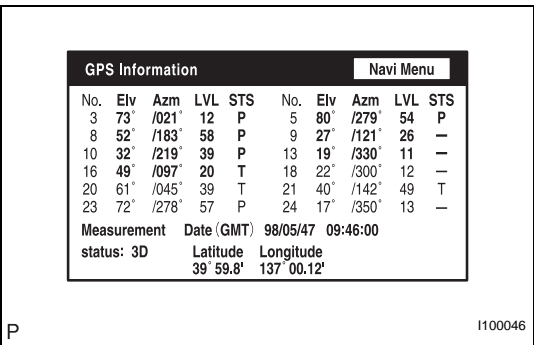 GPS Information Navi Menu
No. Elv Azm LVL STS No. Elv Azm LVL STS
3 73° /021° 12 P 5 80° /279° 54 P
8 52° /183° 58 P 9 27° /121° 26 –
10 32° /219° 39 P 13 19° /330° 11 –
16 49° /097° 20 T 18 22° /300° 12 –
20 61° /045° 39 T 21 40° /142° 49 T
23 72° /278° 57 P 24 17° /350° 13 –
Measurement Date (GMT) 98/05/47 09:46:00
status: 3D Latitude Longitude
39° 59.8' 137° 00.12'
P I100046